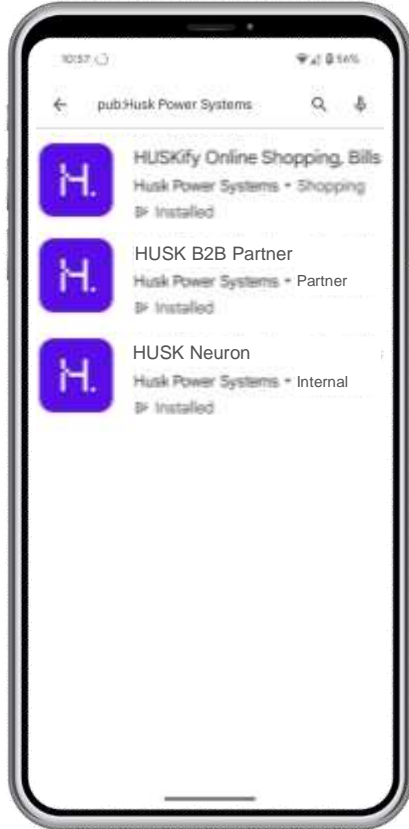 10:57
56%
pub:Husk Power Systems
H.
HUSKify Online Shopping, Bills
Husk Power Systems • Shopping
Installed
H.
HUSK B2B Partner
Husk Power Systems • Partner
Installed
H.
HUSK Neuron
Husk Power Systems • Internal
Installed